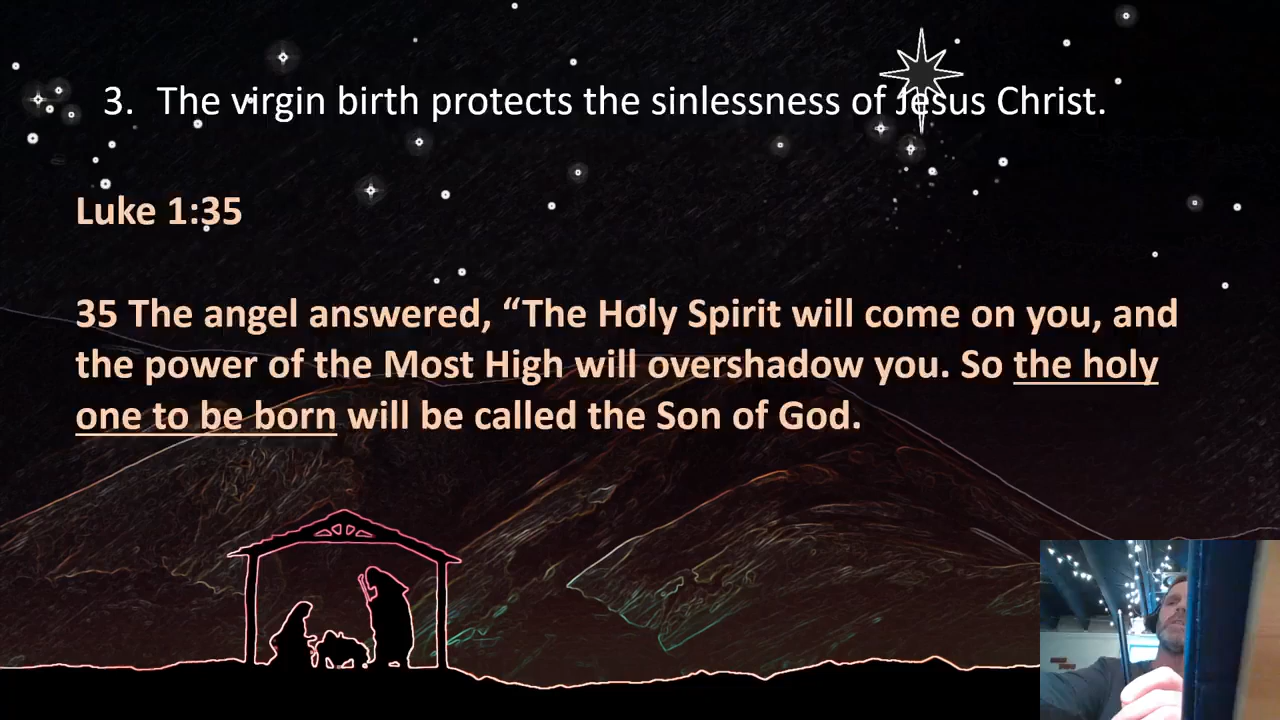 3. The virgin birth protects the sinlessness of Jesus Christ.
Luke 1:35
35 The angel answered, “The Holy Spirit will come on you, and
the power of the Most High will overshadow you. So the holy
one to be born will be called the Son of God.